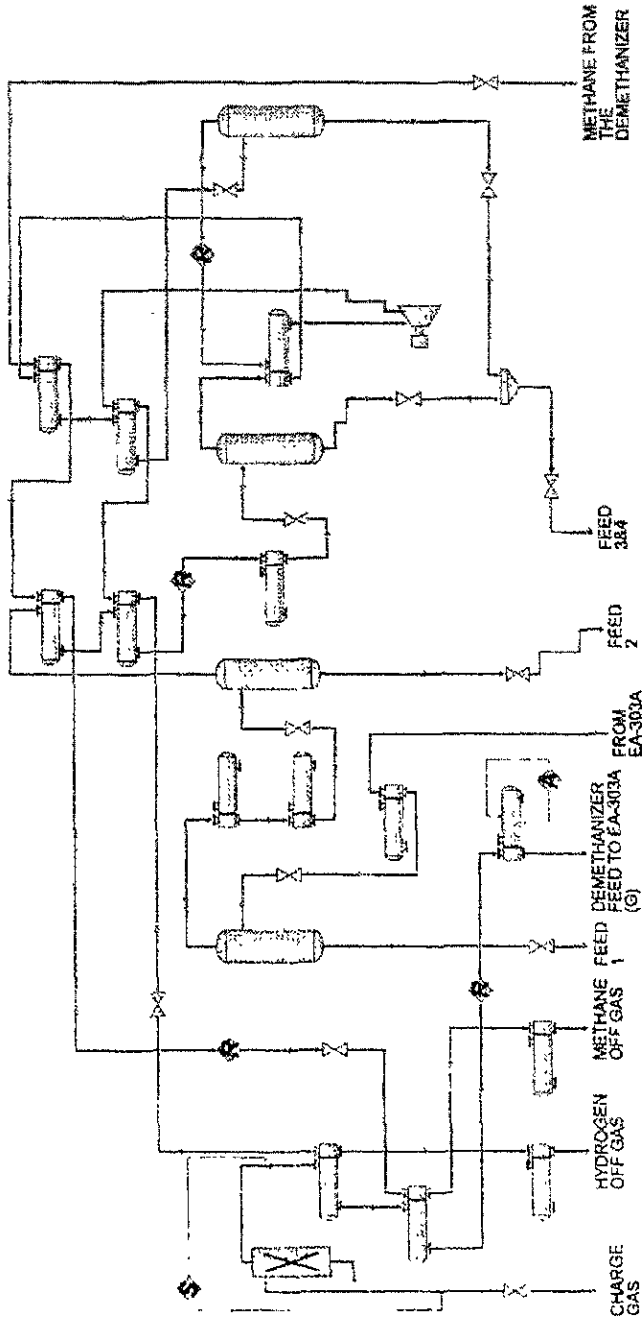 CHARGE
GAS
HYDROGEN
OFF GAS
METHANE
OFF GAS
FEED
1
DEMETHANIZER
FEED TO EA-303A
(G)
FROM
EA-303A
FEED
2
FEED
3&4
METHANE FROM
THE
DEMETHANIZER
S
R
R
R
R
A